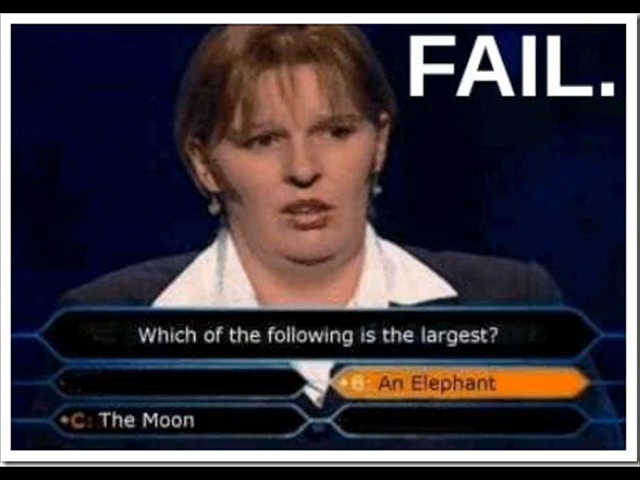 FAIL.
Which of the following is the largest?
B: An Elephant
C: The Moon